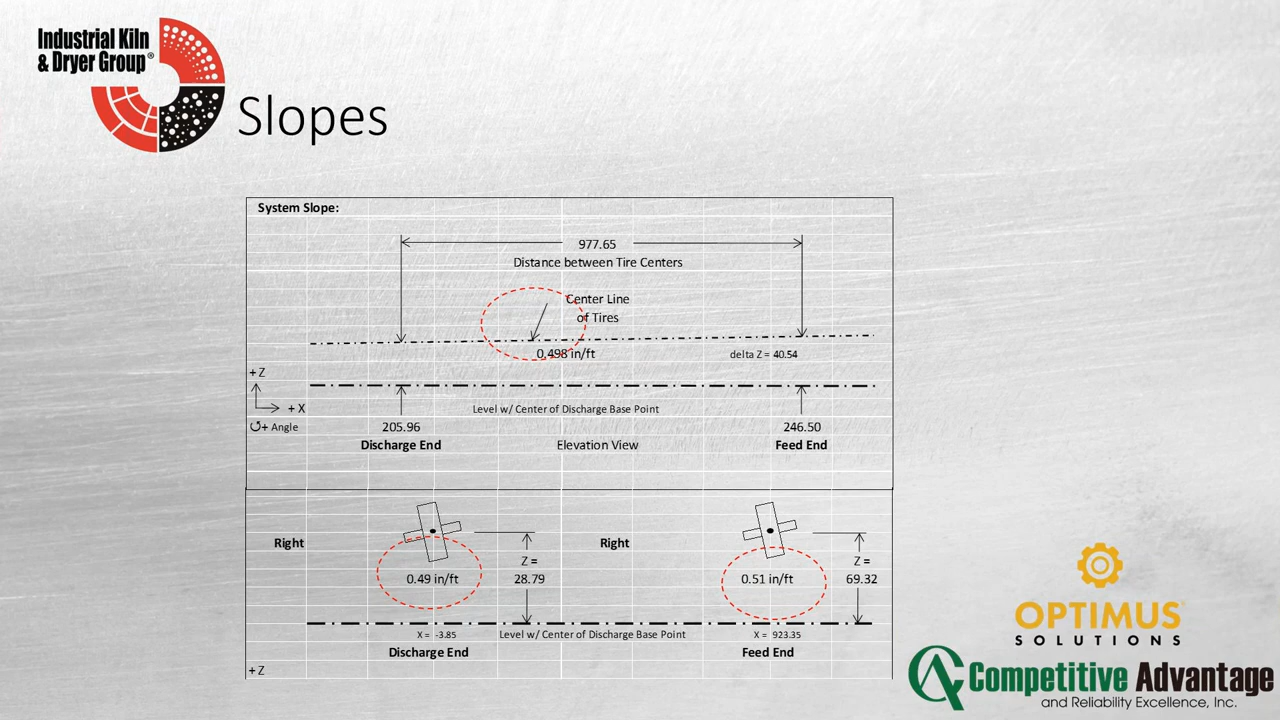 Industrial Kiln
& Dryer Group®
Slopes
System Slope:
977.65
Distance between Tire Centers
Center Line
of Tires
0.498 in/ft
delta Z = 40.54
+ Z
+ X
+ Angle
Level w/ Center of Discharge Base Point
205.96
246.50
Discharge End
Elevation View
Feed End
Right
Right
Z =
Z =
0.49 in/ft
28.79
0.51 in/ft
69.32
X = -3.85
Level w/ Center of Discharge Base Point
X = 923.35
Discharge End
Feed End
+ Z
OPTIMUS
SOLUTIONS
Competitive Advantage
and Reliability Excellence, Inc.